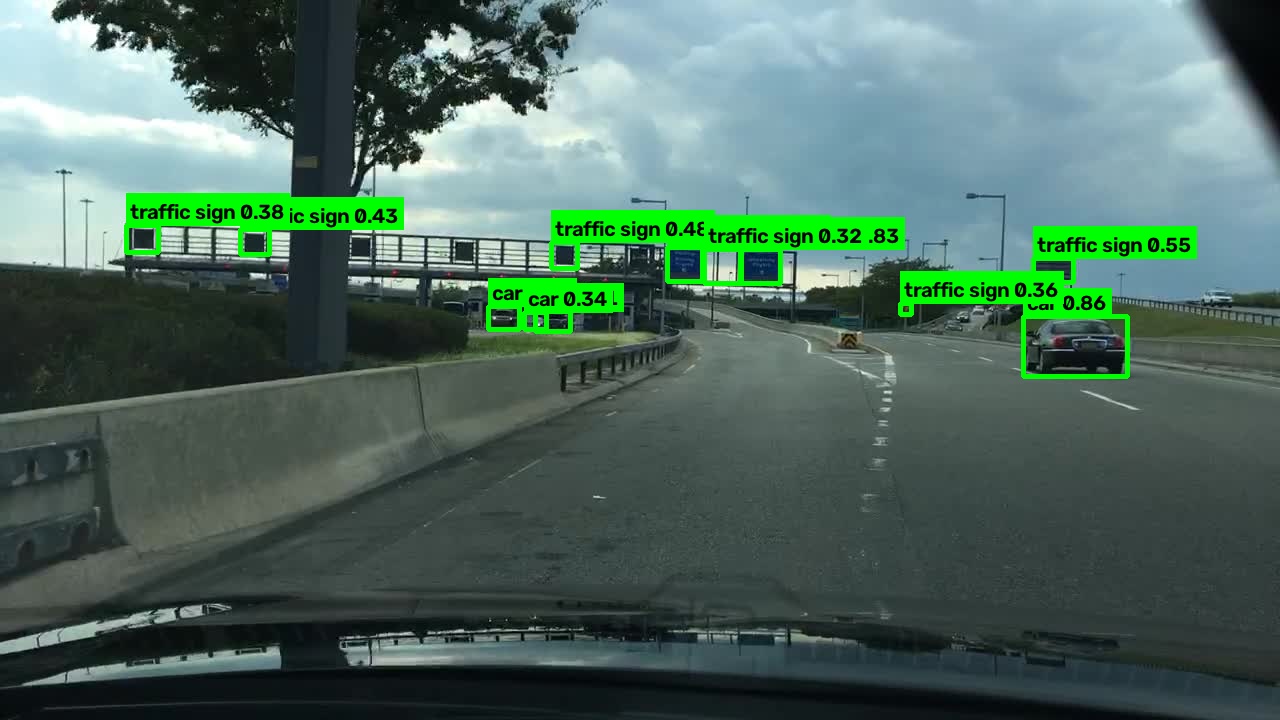 traffic sign 0.38
ic sign 0.43
traffic sign 0.48
traffic sign 0.32
.83
traffic sign 0.55
traffic sign 0.36
car 0.86
car
car 0.34